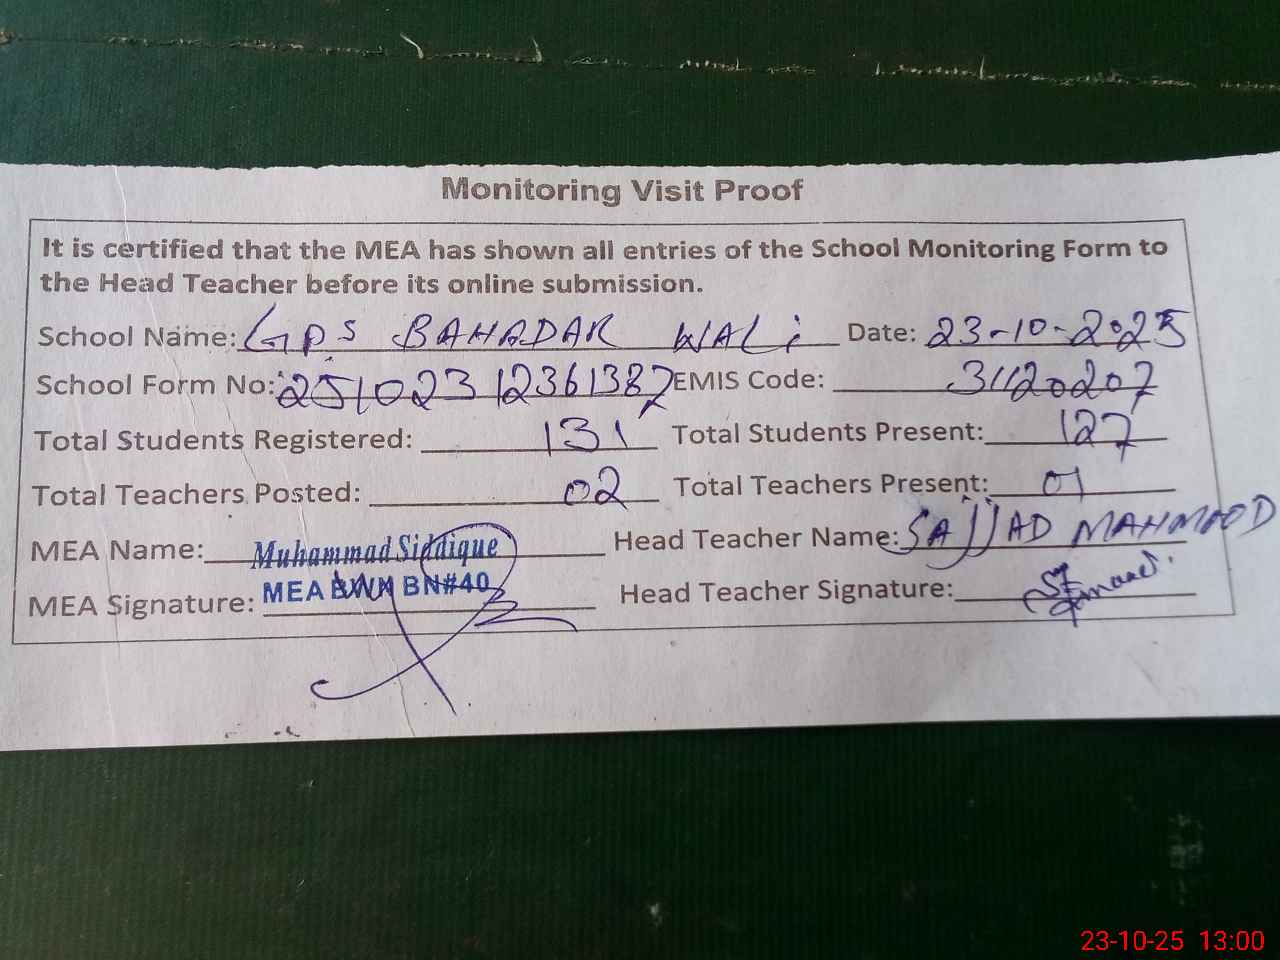 Monitoring Visit Proof
It is certified that the MEA has shown all entries of the School Monitoring Form to
the Head Teacher before its online submission.
School Name: GPS BAHADAR WALi Date: 23-10-2025
School Form No: 251023 12361387 EMIS Code: 31120207
Total Students Registered: 131 Total Students Present: 127
Total Teachers Posted: 02 Total Teachers Present: 01
MEA Name: Muhammad Siddique Head Teacher Name: SAJJAD MAHMOOD
MEA Signature: MEA BWN BN#40 Head Teacher Signature:
23-10-25 13:00